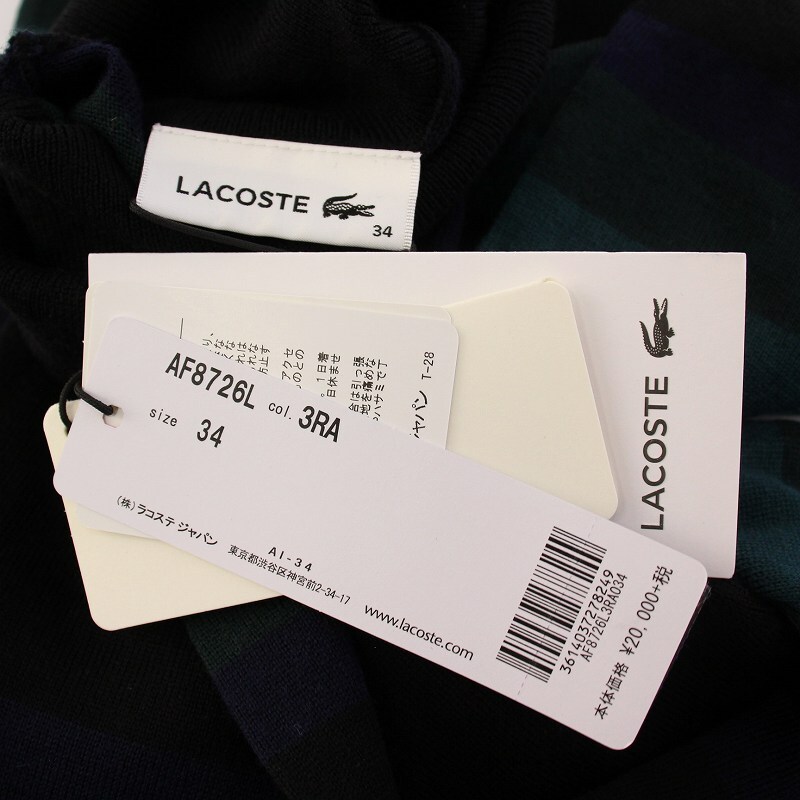 LACOSTE
34
LACOSTE
T-28
AF8726L col. 3RA
size 34
(株)ラコステ ジャパン
AI-34
東京都渋谷区神宮前2-34-17
www.lacoste.com
3614037278249
AF8726L3RA034
本体価格 ¥20,000+税